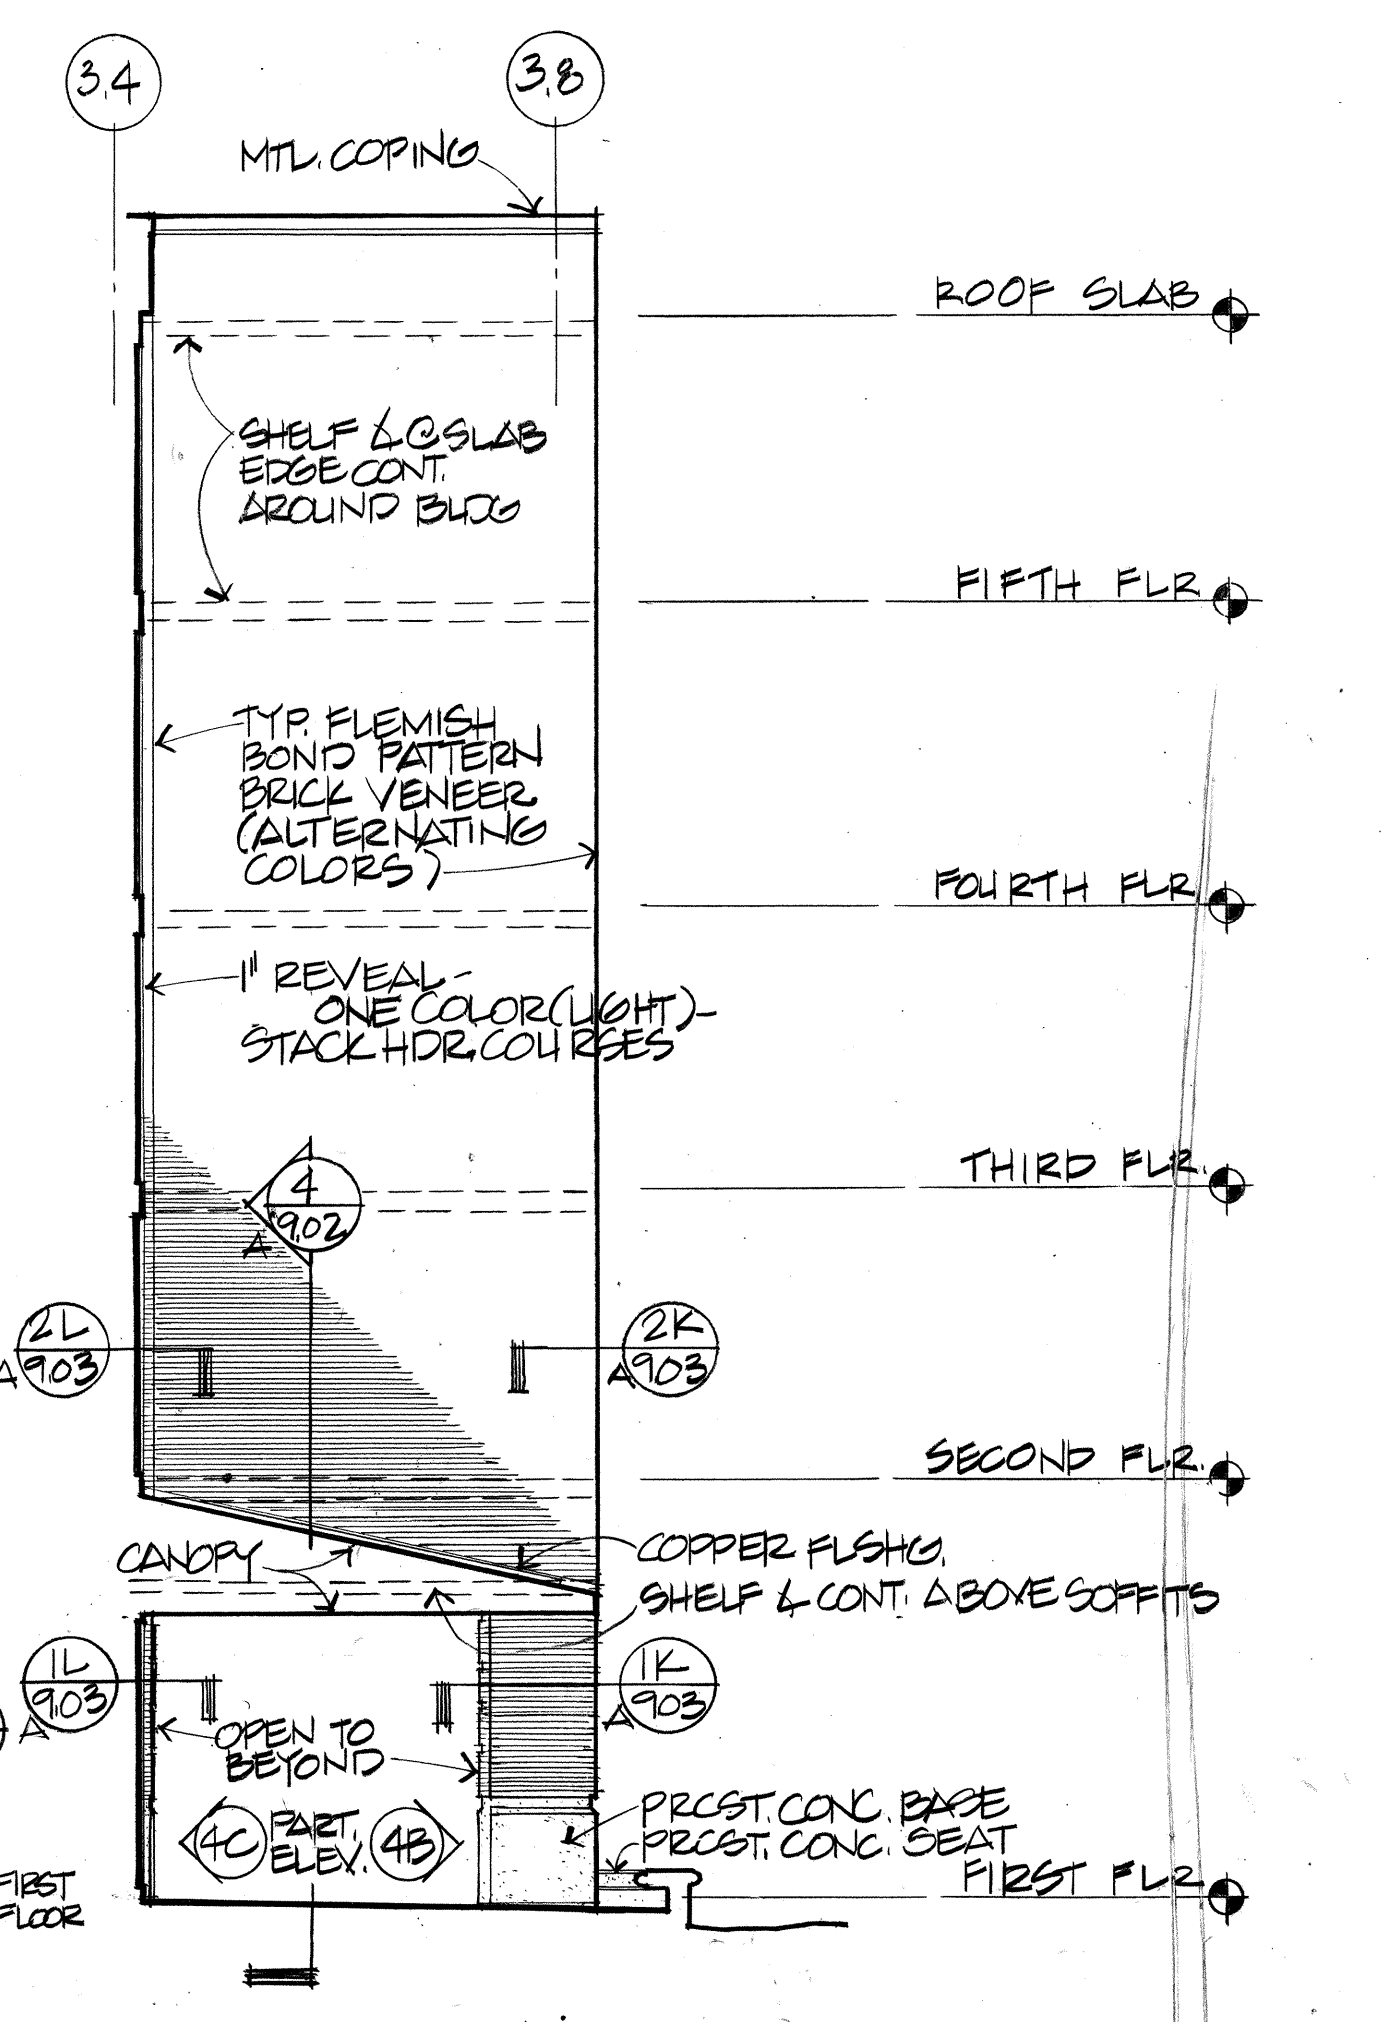 3.4
3.8
MTL. COPING
ROOF SLAB
SHELF ∠ @ SLAB
EDGE CONT.
AROUND BLDG
FIFTH FLR
TYP. FLEMISH
BOND PATTERN
BRICK VENEER
(ALTERNATING
COLORS)
FOURTH FLR.
1" REVEAL -
ONE COLOR (LIGHT) -
STACK HDR. COURSES
THIRD FLR.
4
A 9.02
2L
A 9.03
2K
A 9.03
SECOND FLR.
CANOPY
COPPER FLSHG.
SHELF ∠ CONT. ABOVE SOFFITS
1L
A 9.03
1K
A 9.03
OPEN TO
BEYOND
PRCST. CONC. BASE
PRCST. CONC. SEAT
4C
PART.
ELEV.
4B
FIRST FLR
FIRST
FLOOR